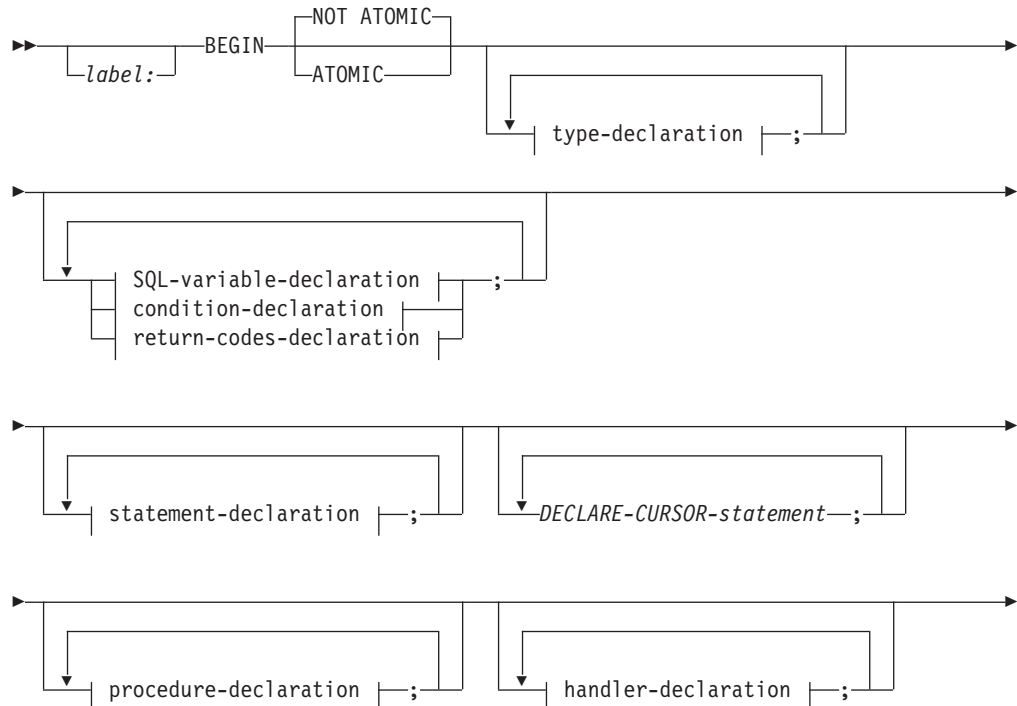 NOT ATOMIC
label: BEGIN ATOMIC
type-declaration ;
SQL-variable-declaration ;
condition-declaration
return-codes-declaration
statement-declaration ; DECLARE-CURSOR-statement ;
procedure-declaration ; handler-declaration ;